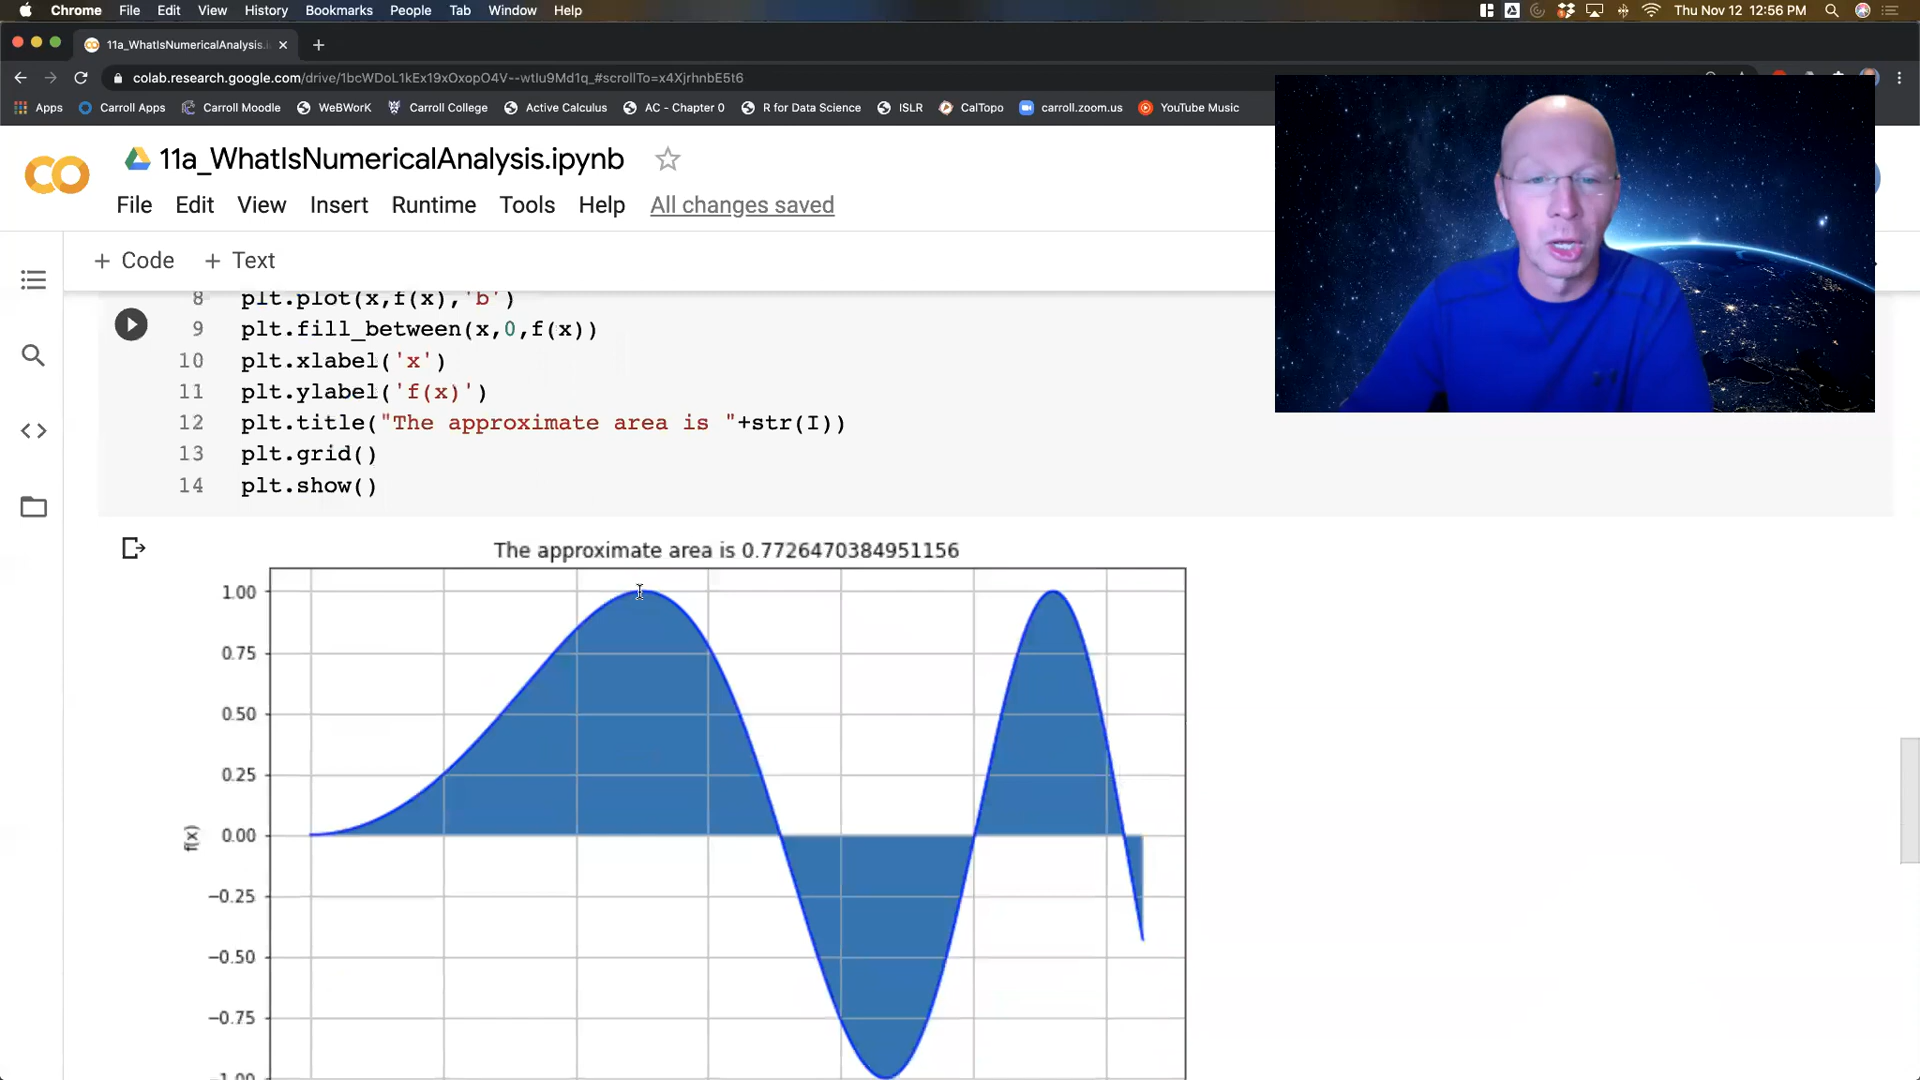 Chrome File Edit View History Bookmarks People Tab Window Help Thu Nov 12 12:56 PM
11a_WhatIsNumericalAnalysis.i
colab.research.google.com/drive/1bcWDoL1kEx19xOxopO4V--wtIu9Md1q_#scrollTo=x4XjrhnbE5t6
Apps Carroll Apps Carroll Moodle WeBWorK Carroll College Active Calculus AC - Chapter 0 R for Data Science ISLR CalTopo carroll.zoom.us YouTube Music
CO 11a_WhatIsNumericalAnalysis.ipynb
File Edit View Insert Runtime Tools Help All changes saved
+ Code + Text
8 plt.plot(x,f(x),'b')
9 plt.fill_between(x,0,f(x))
10 plt.xlabel('x')
11 plt.ylabel('f(x)')
12 plt.title("The approximate area is "+str(I))
13 plt.grid()
14 plt.show()
The approximate area is 0.7726470384951156
1.00
0.75
0.50
0.25
0.00
f(x)
−0.25
−0.50
−0.75
−1.00